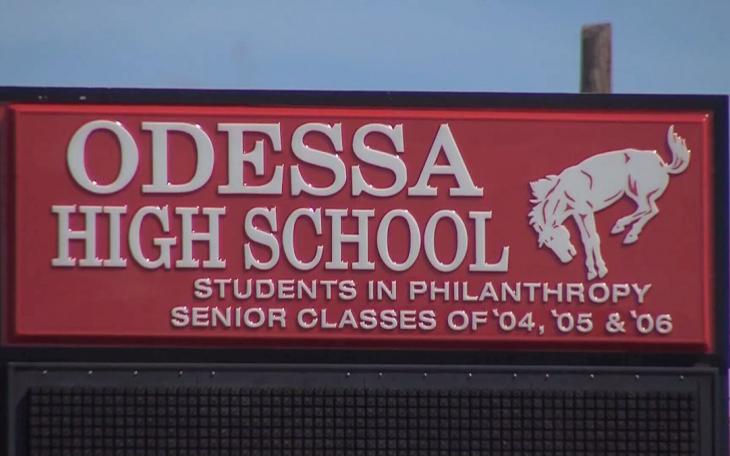 ODESSA
HIGH SCHOOL
STUDENTS IN PHILANTHROPY
SENIOR CLASSES OF '04, '05 & '06